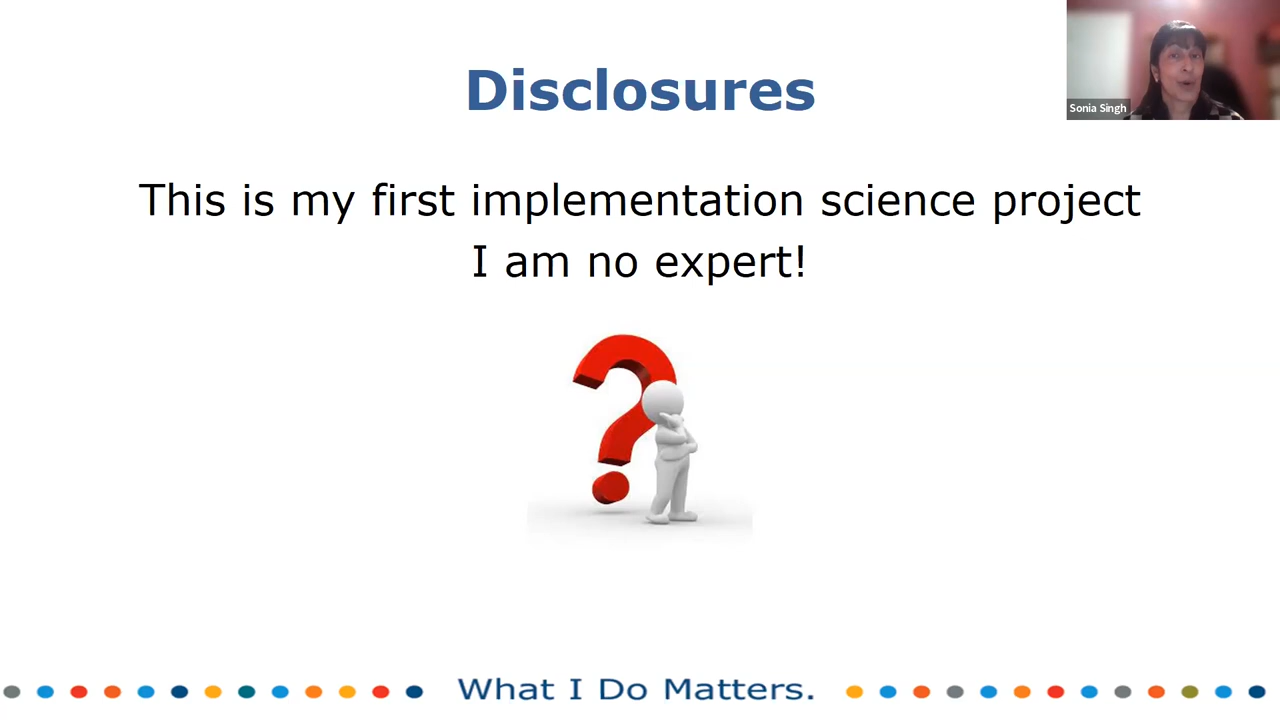 Disclosures
Sonia Singh
This is my first implementation science project
I am no expert!
What I Do Matters.